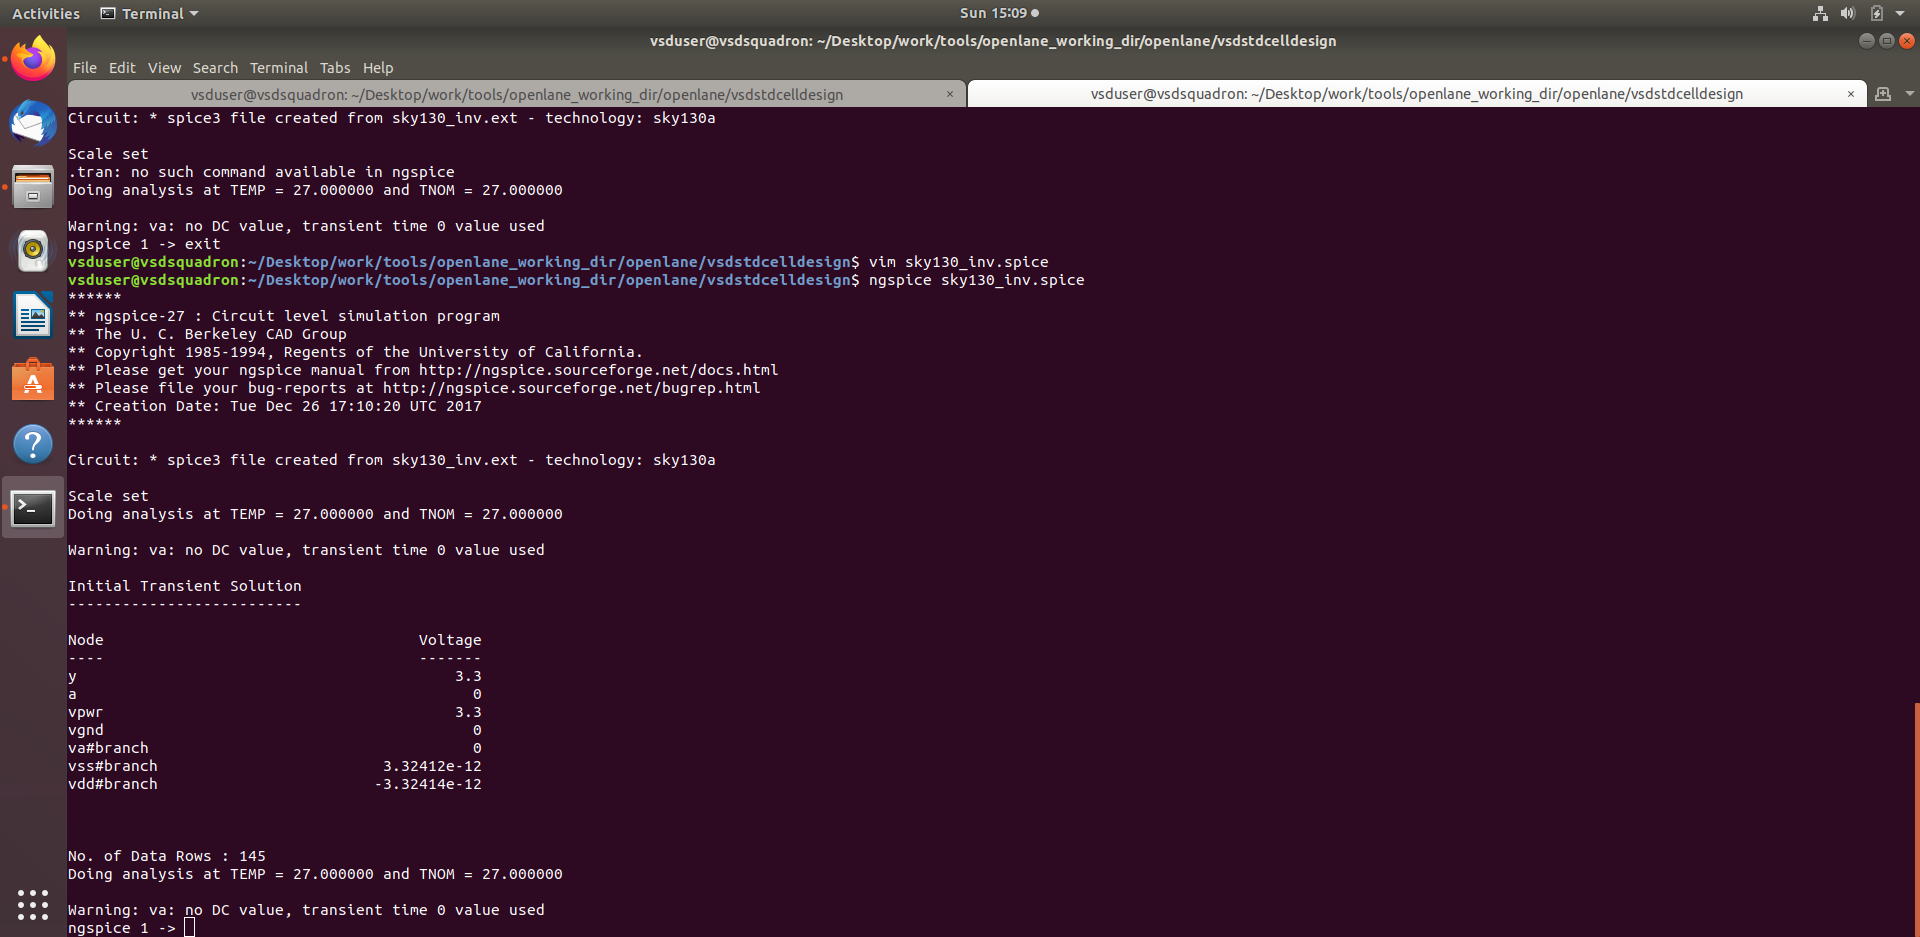 Activities Terminal Sun 15:09
vsduser@vsdsquadron: ~/Desktop/work/tools/openlane_working_dir/openlane/vsdstdcelldesign
File Edit View Search Terminal Tabs Help
vsduser@vsdsquadron: ~/Desktop/work/tools/openlane_working_dir/openlane/vsdstdcelldesign × vsduser@vsdsquadron: ~/Desktop/work/tools/openlane_working_dir/openlane/vsdstdcelldesign ×
Circuit: * spice3 file created from sky130_inv.ext - technology: sky130a
Scale set
.tran: no such command available in ngspice
Doing analysis at TEMP = 27.000000 and TNOM = 27.000000
Warning: va: no DC value, transient time 0 value used
ngspice 1 -> exit
vsduser@vsdsquadron:~/Desktop/work/tools/openlane_working_dir/openlane/vsdstdcelldesign$ vim sky130_inv.spice
vsduser@vsdsquadron:~/Desktop/work/tools/openlane_working_dir/openlane/vsdstdcelldesign$ ngspice sky130_inv.spice
******
** ngspice-27 : Circuit level simulation program
** The U. C. Berkeley CAD Group
** Copyright 1985-1994, Regents of the University of California.
** Please get your ngspice manual from http://ngspice.sourceforge.net/docs.html
** Please file your bug-reports at http://ngspice.sourceforge.net/bugrep.html
** Creation Date: Tue Dec 26 17:10:20 UTC 2017
******
Circuit: * spice3 file created from sky130_inv.ext - technology: sky130a
Scale set
Doing analysis at TEMP = 27.000000 and TNOM = 27.000000
Warning: va: no DC value, transient time 0 value used
Initial Transient Solution
--------------------------
Node Voltage
---- -------
y 3.3
a 0
vpwr 3.3
vgnd 0
va#branch 0
vss#branch 3.32412e-12
vdd#branch -3.32414e-12
No. of Data Rows : 145
Doing analysis at TEMP = 27.000000 and TNOM = 27.000000
Warning: va: no DC value, transient time 0 value used
ngspice 1 ->